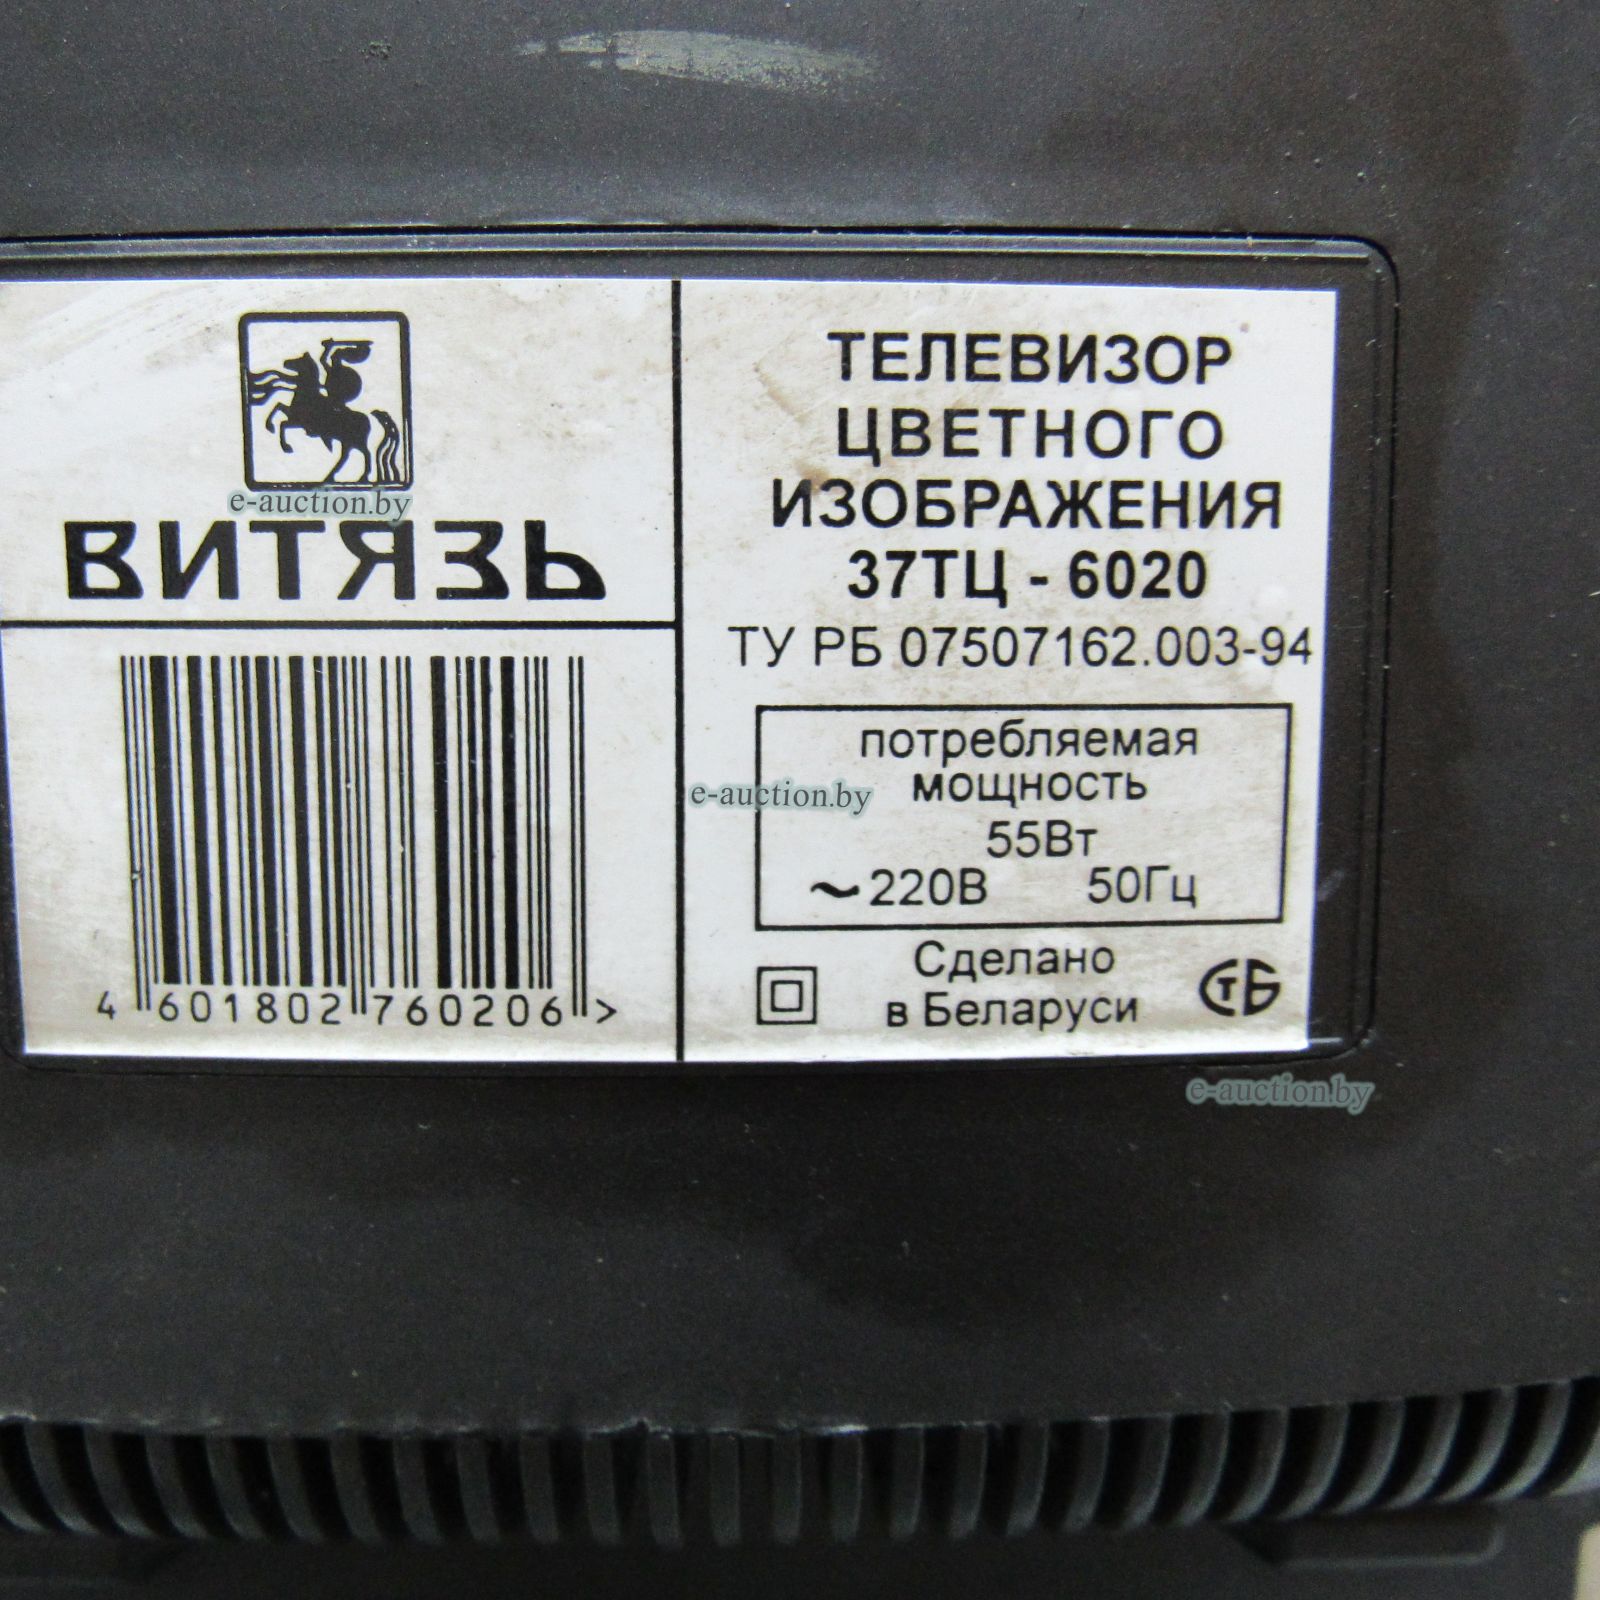 e-auction.by
ВИТЯЗЬ
4 601802 760206 >
ТЕЛЕВИЗОР
ЦВЕТНОГО
ИЗОБРАЖЕНИЯ
37ТЦ - 6020
ТУ РБ 07507162.003-94
потребляемая
мощность
e-auction.by
55Вт
~220В 50Гц
Сделано
в Беларуси
СТБ
e-auction.by